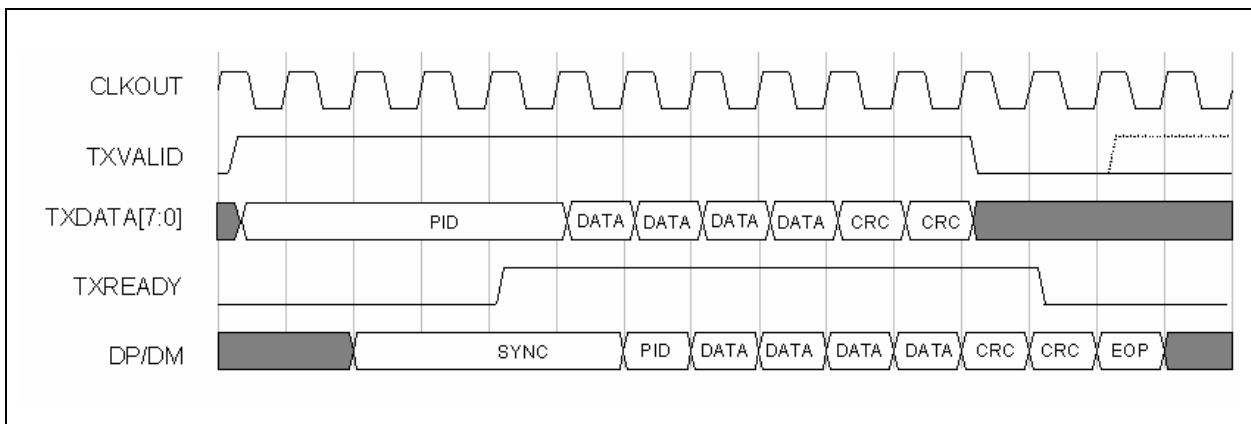 CLKOUT
TXVALID
TXDATA[7:0] PID DATA DATA DATA DATA CRC CRC
TXREADY
DP/DM SYNC PID DATA DATA DATA DATA CRC CRC EOP